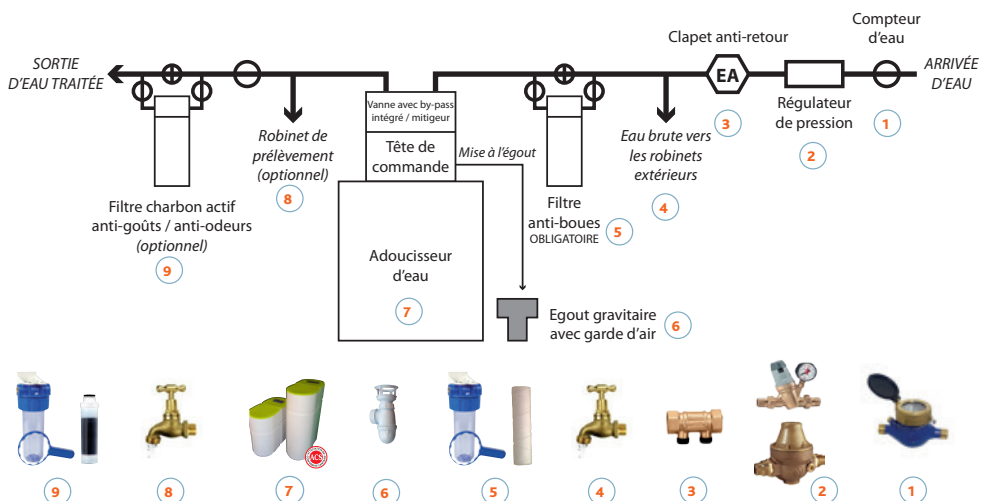 SORTIE
D'EAU TRAITÉE
Filtre charbon actif
anti-goûts / anti-odeurs
(optionnel)
9
Robinet de
prélèvement
(optionnel)
8
Vanne avec by-pass
intégré / mitigeur
Tête de
commande
Mise à l'égout
Adoucisseur
d'eau
7
Egout gravitaire
avec garde d'air
6
Filtre
anti-boues
OBLIGATOIRE
5
Eau brute vers
les robinets
extérieurs
4
Clapet anti-retour
EA
3
Régulateur
de pression
2
Compteur
d'eau
1
ARRIVÉE
D'EAU
ACS
9
8
7
6
5
4
3
2
1